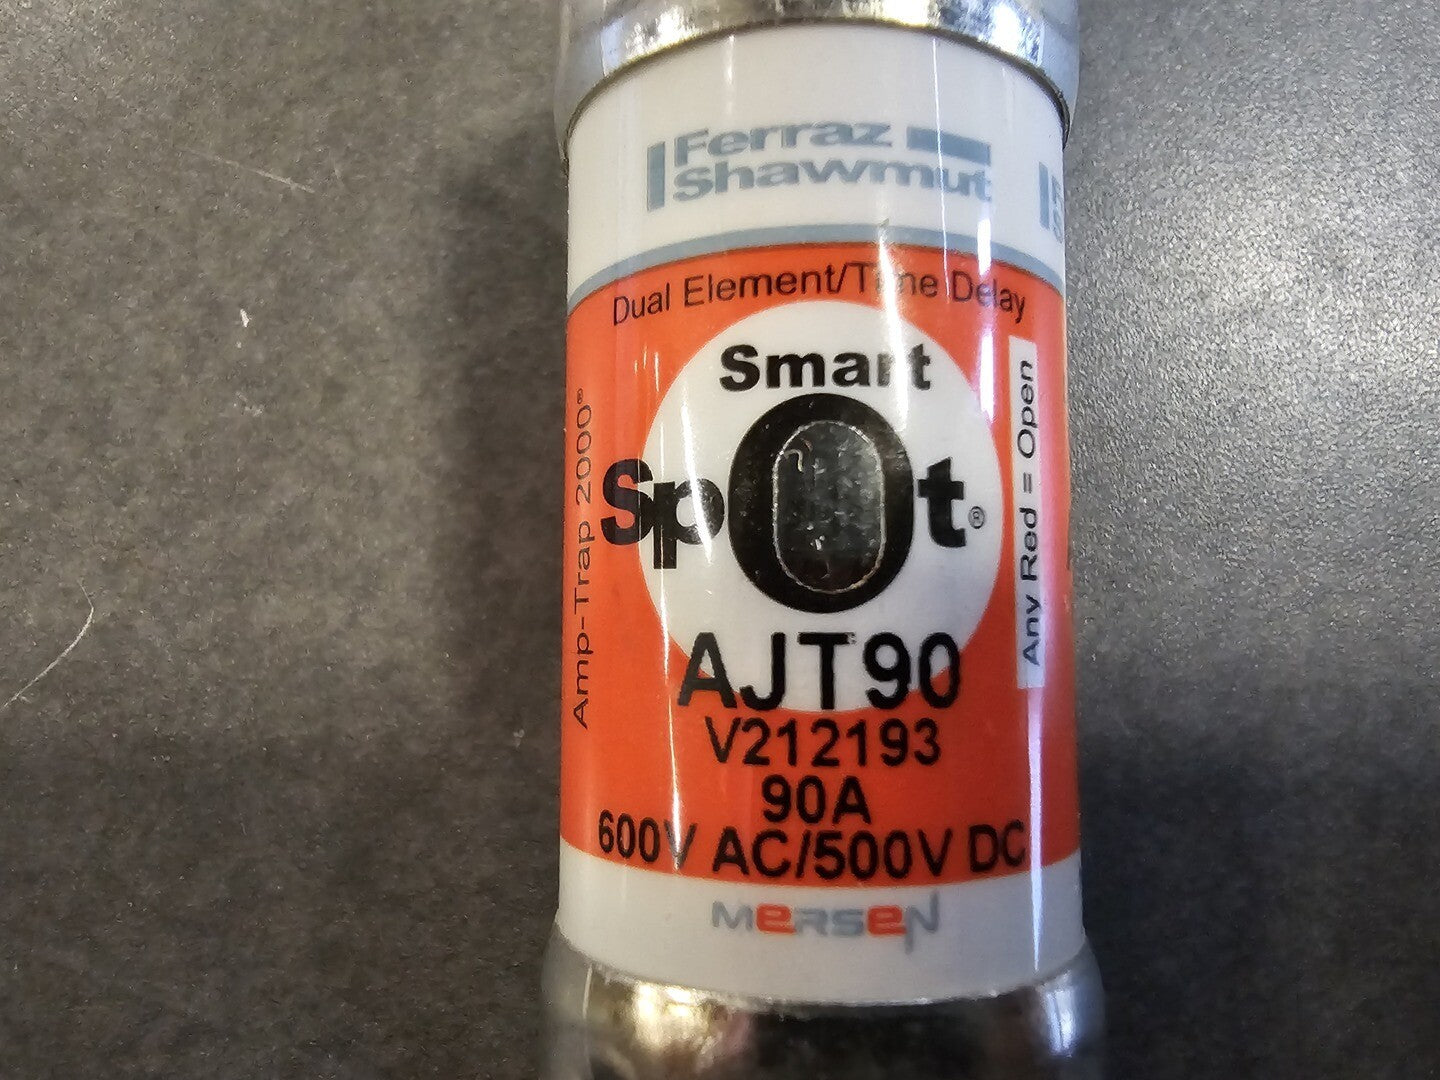 Ferraz
Shawmut
Dual Element/Time Delay
Smart
Spot®
Amp-Trap 2000®
Any Red = Open
AJT90
V212193
90A
600V AC/500V DC
MERSEN